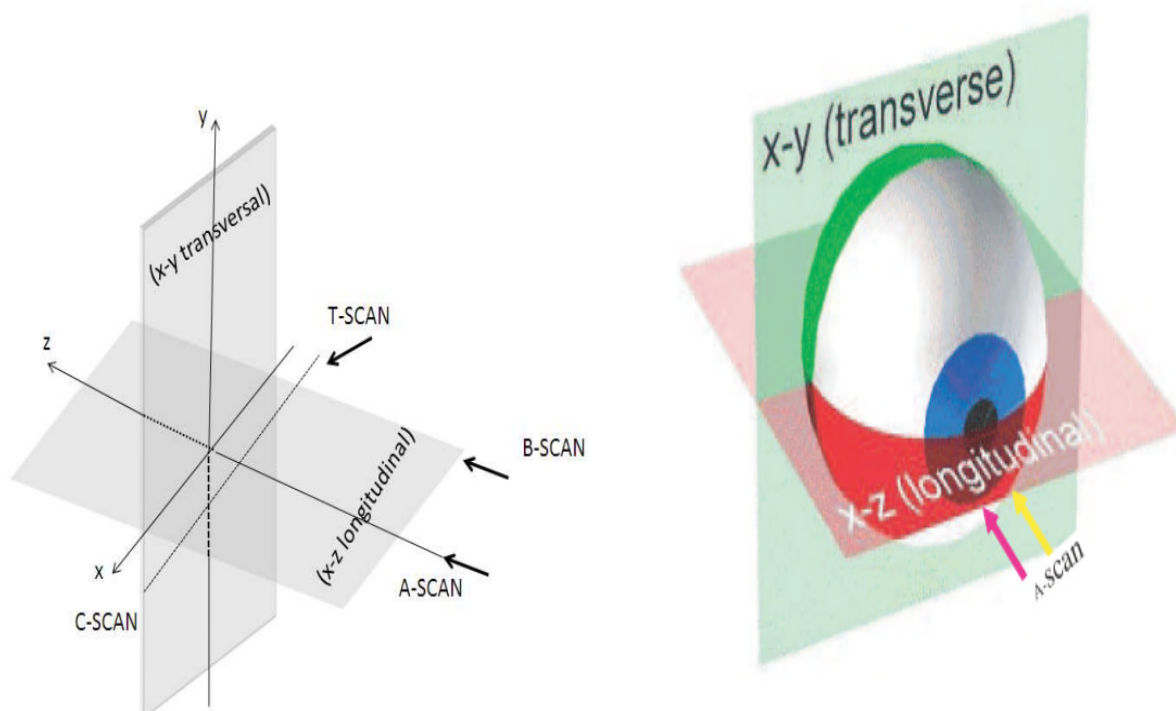 y
(x-y transversal)
T-SCAN
z
B-SCAN
(x-z longitudinal)
x
A-SCAN
C-SCAN
x-y (transverse)
x-z (longitudinal)
A-scan